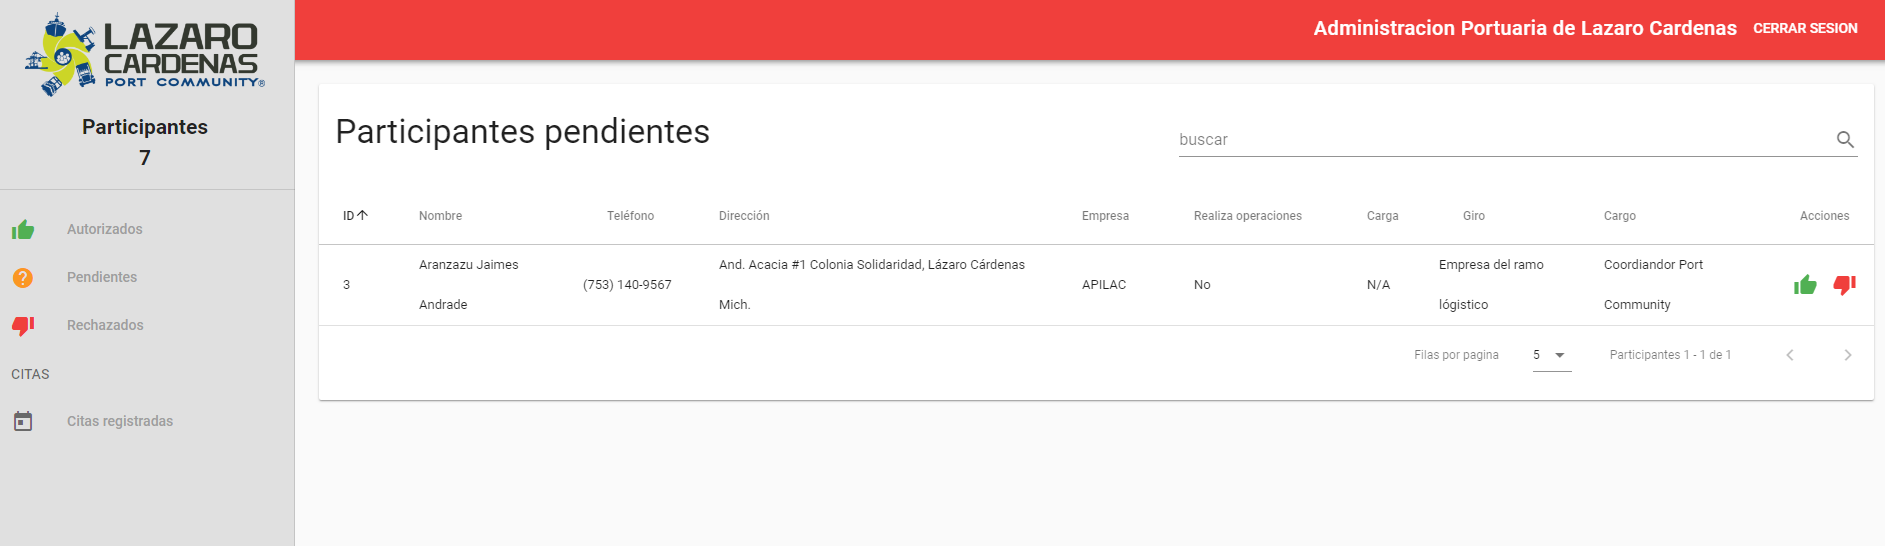 LAZARO
CARDENAS
PORT COMMUNITY®
Participantes
7
Autorizados
Pendientes
Rechazados
CITAS
Citas registradas
Administracion Portuaria de Lazaro Cardenas CERRAR SESION
Participantes pendientes
buscar
ID Nombre Teléfono Dirección Empresa Realiza operaciones Carga Giro Cargo Acciones
3 Aranzazu Jaimes Andrade (753) 140-9567 And. Acacia #1 Colonia Solidaridad, Lázaro Cárdenas Mich. APILAC No N/A Empresa del ramo lógistico Coordiandor Port Community
Filas por pagina 5 Participantes 1 - 1 de 1